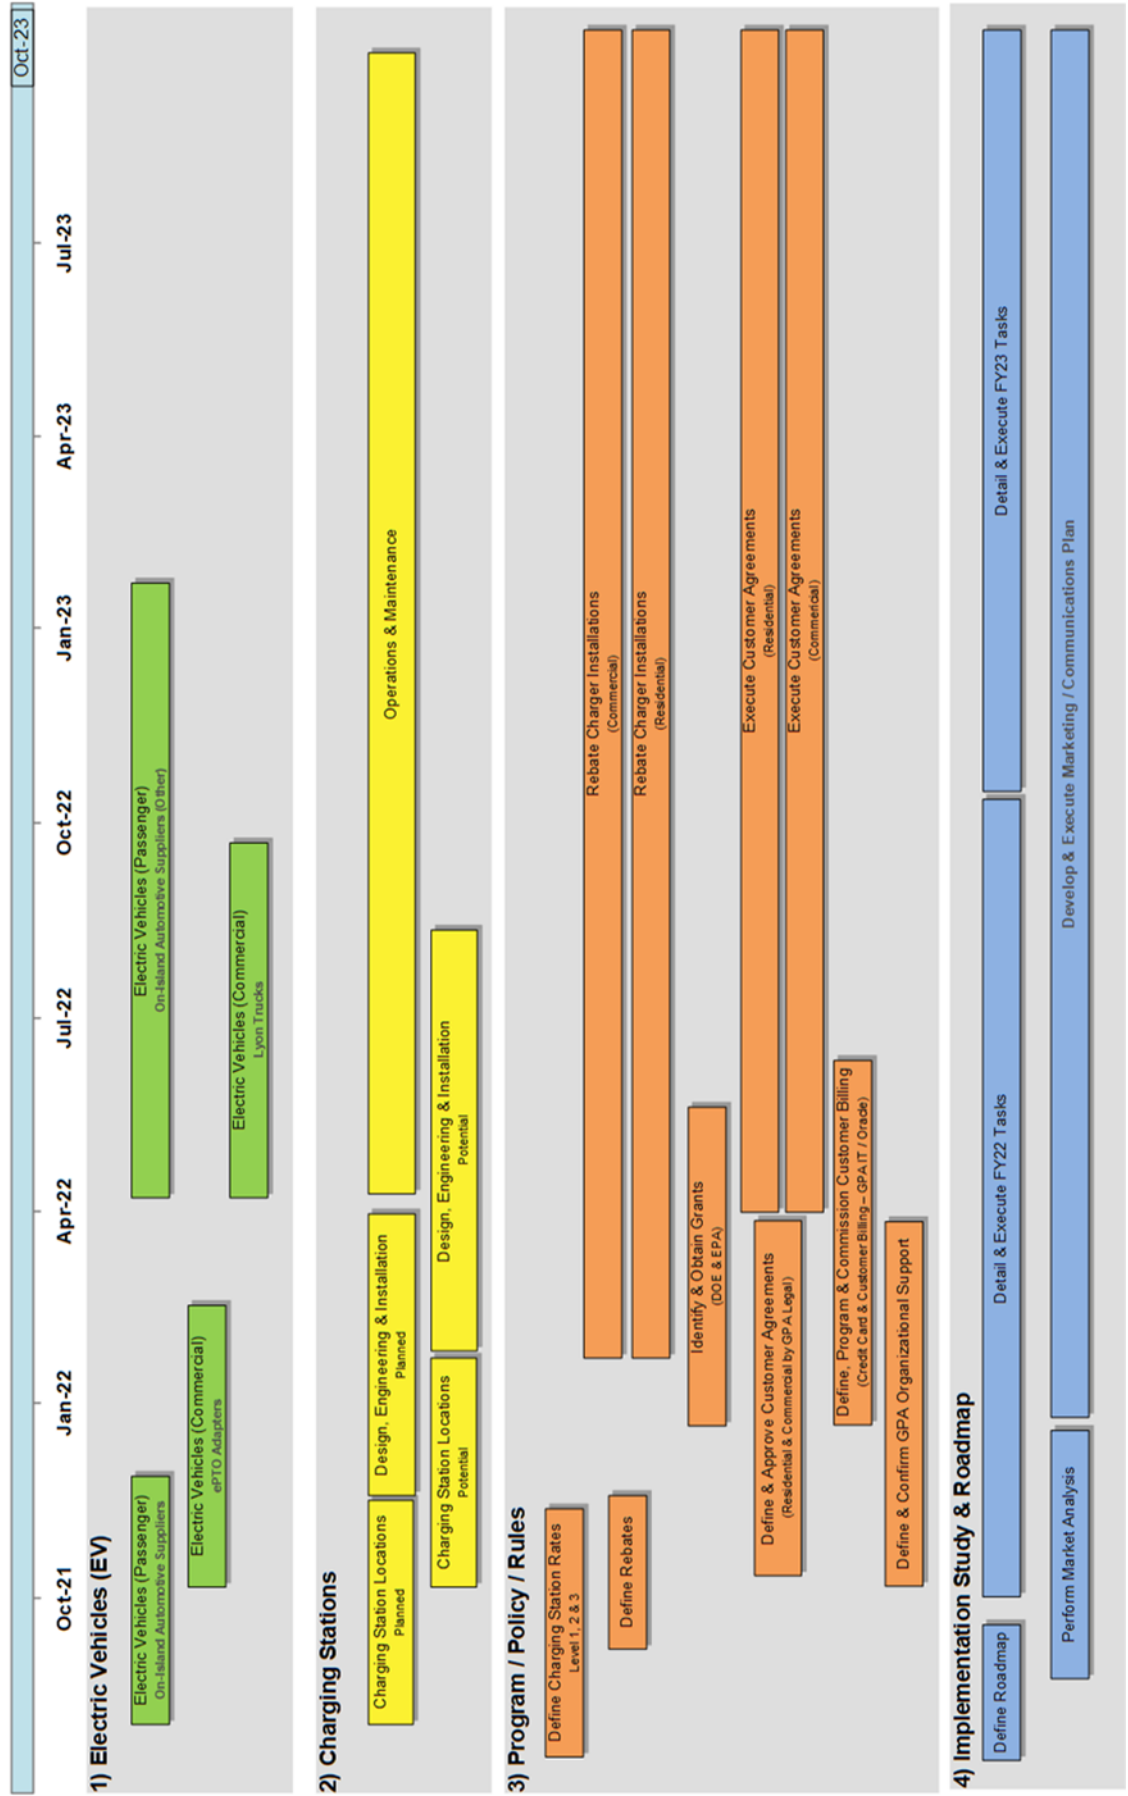 Oct-23
Oct-21
Jan-22
Apr-22
Jul-22
Oct-22
Jan-23
Apr-23
Jul-23
1) Electric Vehicles (EV)
Electric Vehicles (Passenger)
On-Island Automotive Suppliers
Electric Vehicles (Passenger)
On-Island Automotive Suppliers (Other)
Electric Vehicles (Commercial)
ePTO Adapters
Electric Vehicles (Commercial)
Lyon Trucks
2) Charging Stations
Charging Station Locations
Planned
Design, Engineering & Installation
Planned
Operations & Maintenance
Charging Station Locations
Potential
Design, Engineering & Installation
Potential
3) Program / Policy / Rules
Define Charging Station Rates
Level 1, 2 & 3
Rebate Charger Installations
(Commercial)
Define Rebates
Rebate Charger Installations
(Residential)
Identify & Obtain Grants
(DOE & EPA)
Execute Customer Agreements
(Residential)
Define & Approve Customer Agreements
(Residential & Commercial by GPA Legal)
Execute Customer Agreements
(Commericial)
Define, Program & Commission Customer Billing
(Credit Card & Customer Billing – GPA IT / Oracle)
Define & Confirm GPA Organizational Support
4) Implementation Study & Roadmap
Define Roadmap
Detail & Execute FY22 Tasks
Detail & Execute FY23 Tasks
Perform Market Analysis
Develop & Execute Marketing / Communications Plan